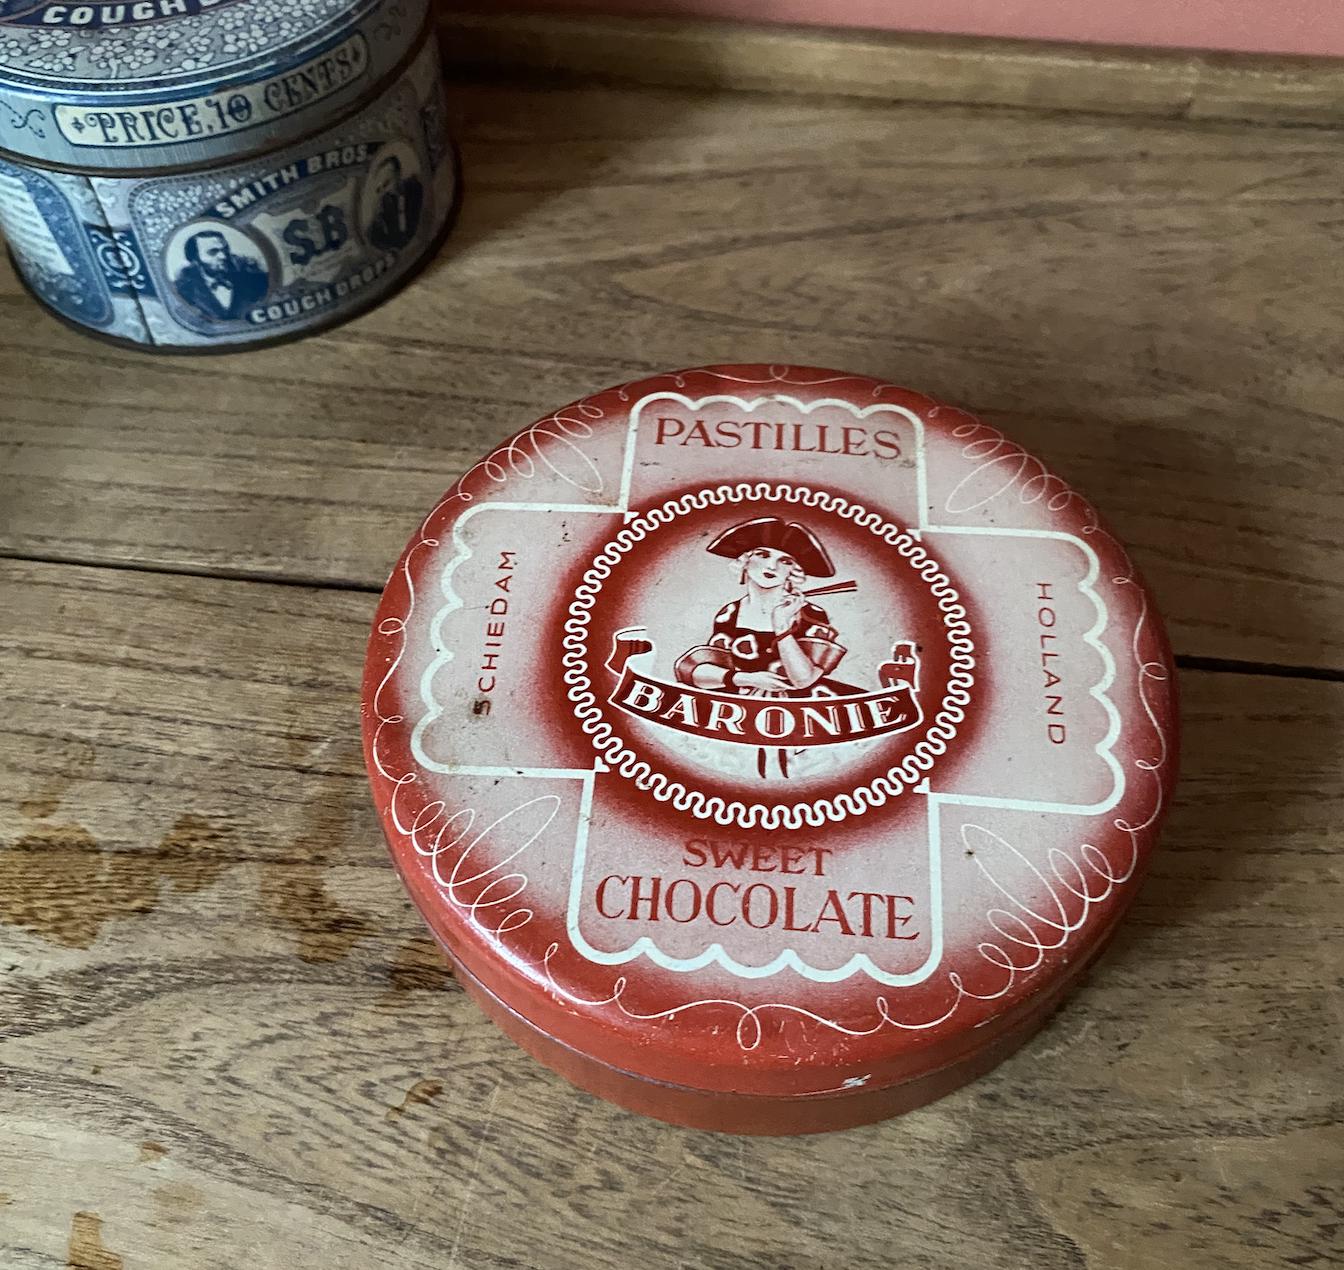 COUGH
PRICE, 10 CENTS
SMITH BROS.
S.B
COUGH DROPS
PASTILLES
SCHIEDAM
HOLLAND
BARONIE
SWEET
CHOCOLATE